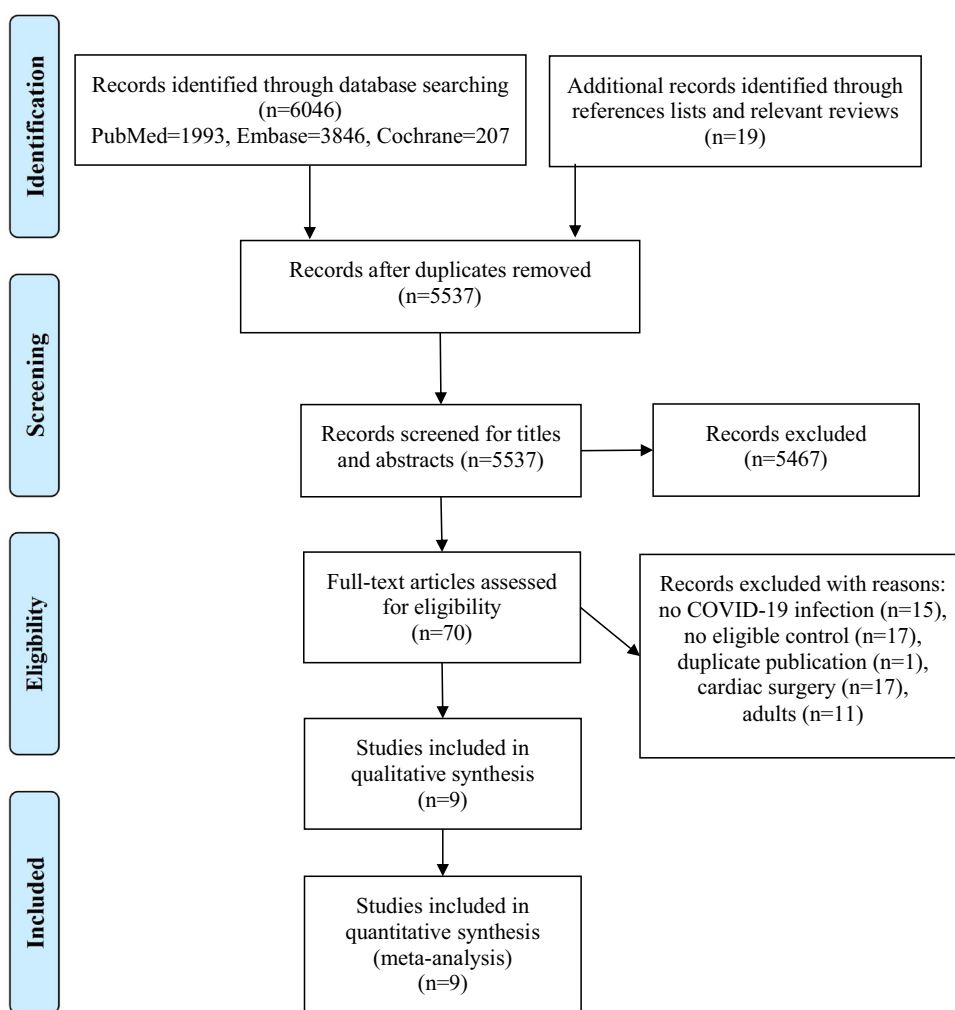 Identification
Records identified through database searching
(n=6046)
PubMed=1993, Embase=3846, Cochrane=207
Additional records identified through
references lists and relevant reviews
(n=19)
Records after duplicates removed
(n=5537)
Screening
Records screened for titles
and abstracts (n=5537)
Records excluded
(n=5467)
Eligibility
Full-text articles assessed
for eligibility
(n=70)
Records excluded with reasons:
no COVID-19 infection (n=15),
no eligible control (n=17),
duplicate publication (n=1),
cardiac surgery (n=17),
adults (n=11)
Studies included in
qualitative synthesis
(n=9)
Included
Studies included in
quantitative synthesis
(meta-analysis)
(n=9)